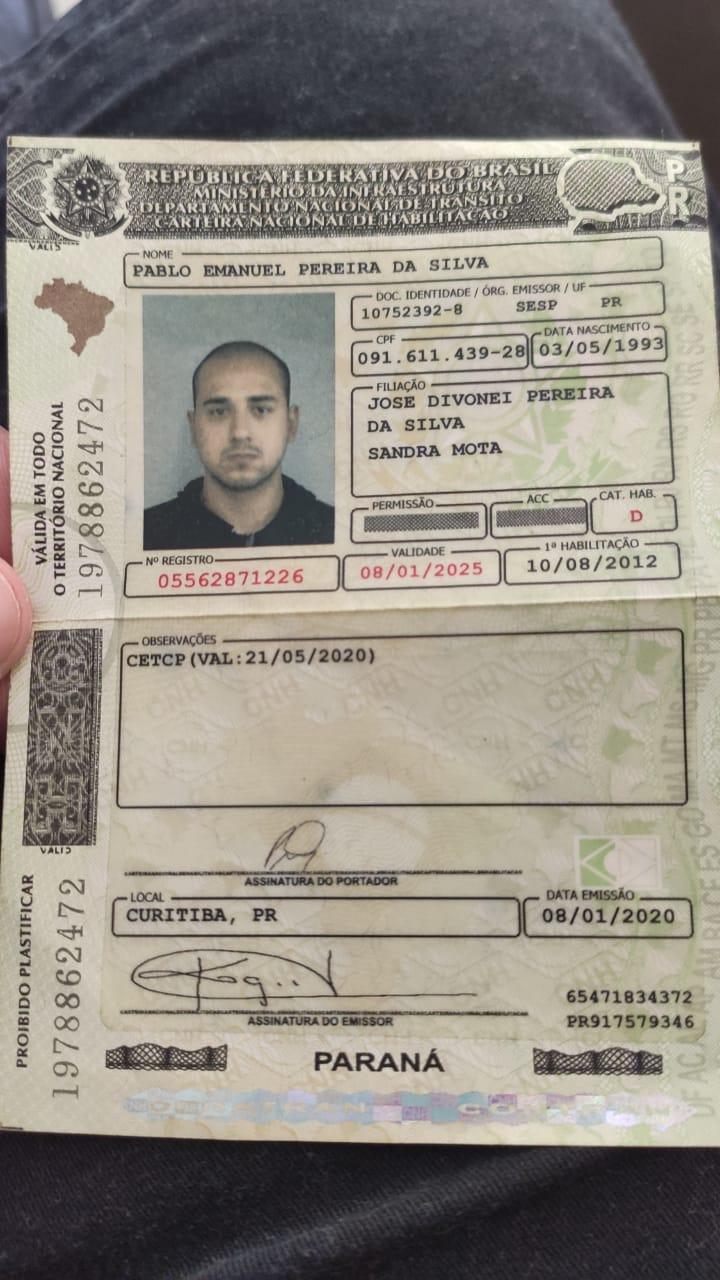 REPÚBLICA FEDERATIVA DO BRASIL
MINISTÉRIO DA INFRAESTRUTURA
DEPARTAMENTO NACIONAL DE TRÂNSITO
CARTEIRA NACIONAL DE HABILITAÇÃO
PR
NOME
PABLO EMANUEL PEREIRA DA SILVA
DOC. IDENTIDADE / ÓRG. EMISSOR / UF
10752392-8 SESP PR
CPF
091.611.439-28
DATA NASCIMENTO
03/05/1993
FILIAÇÃO
JOSE DIVONEI PEREIRA
DA SILVA
SANDRA MOTA
PERMISSÃO
ACC
CAT. HAB.
D
Nº REGISTRO
05562871226
VALIDADE
08/01/2025
1ª HABILITAÇÃO
10/08/2012
VÁLIDA EM TODO
O TERRITÓRIO NACIONAL
1978862472
OBSERVAÇÕES
CETCP(VAL:21/05/2020)
ASSINATURA DO PORTADOR
LOCAL
CURITIBA, PR
DATA EMISSÃO
08/01/2020
ASSINATURA DO EMISSOR
65471834372
PR917579346
PROIBIDO PLASTIFICAR
1978862472
PARANÁ